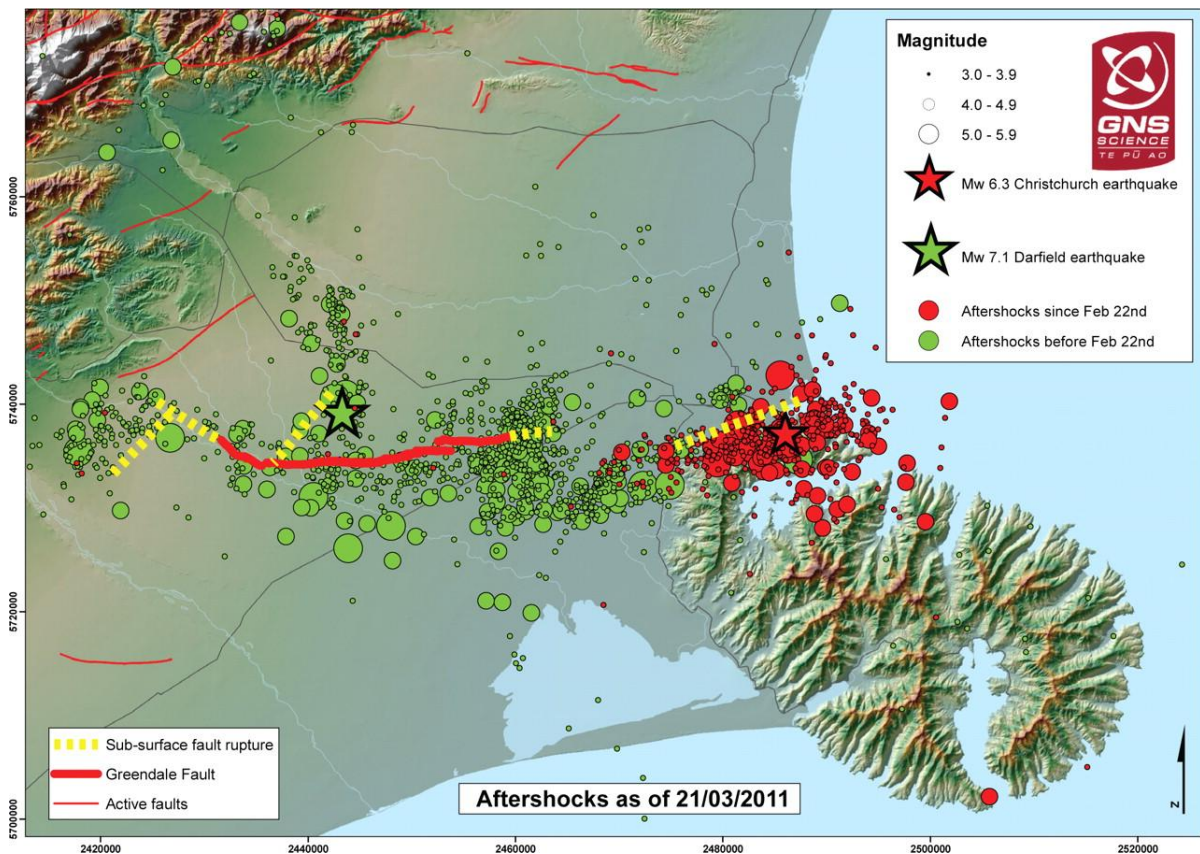 Magnitude
3.0 - 3.9
4.0 - 4.9
5.0 - 5.9
GNS
SCIENCE
TE PŪ AO
Mw 6.3 Christchurch earthquake
Mw 7.1 Darfield earthquake
Aftershocks since Feb 22nd
Aftershocks before Feb 22nd
5760000
5740000
5720000
5700000
Sub-surface fault rupture
Greendale Fault
Active faults
Aftershocks as of 21/03/2011
N
2420000
2440000
2460000
2480000
2500000
2520000